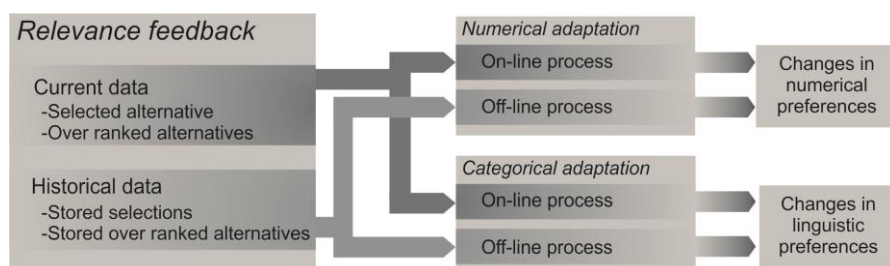 Relevance feedback
Current data
-Selected alternative
-Over ranked alternatives
Historical data
-Stored selections
-Stored over ranked alternatives
Numerical adaptation
On-line process
Off-line process
Categorical adaptation
On-line process
Off-line process
Changes in
numerical
preferences
Changes in
linguistic
preferences